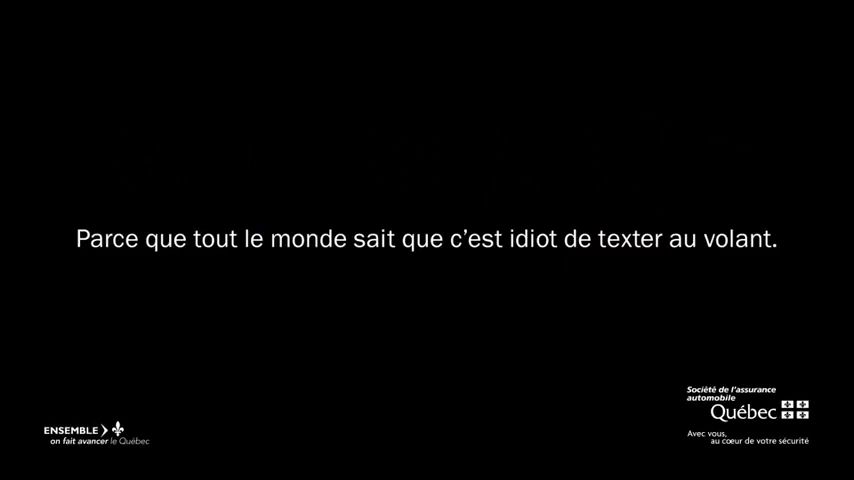 Parce que tout le monde sait que c'est idiot de texter au volant.
Société de l'assurance
automobile
Québec
ENSEMBLE
on fait avancer le Québec
Avec vous,
au cœur de votre sécurité